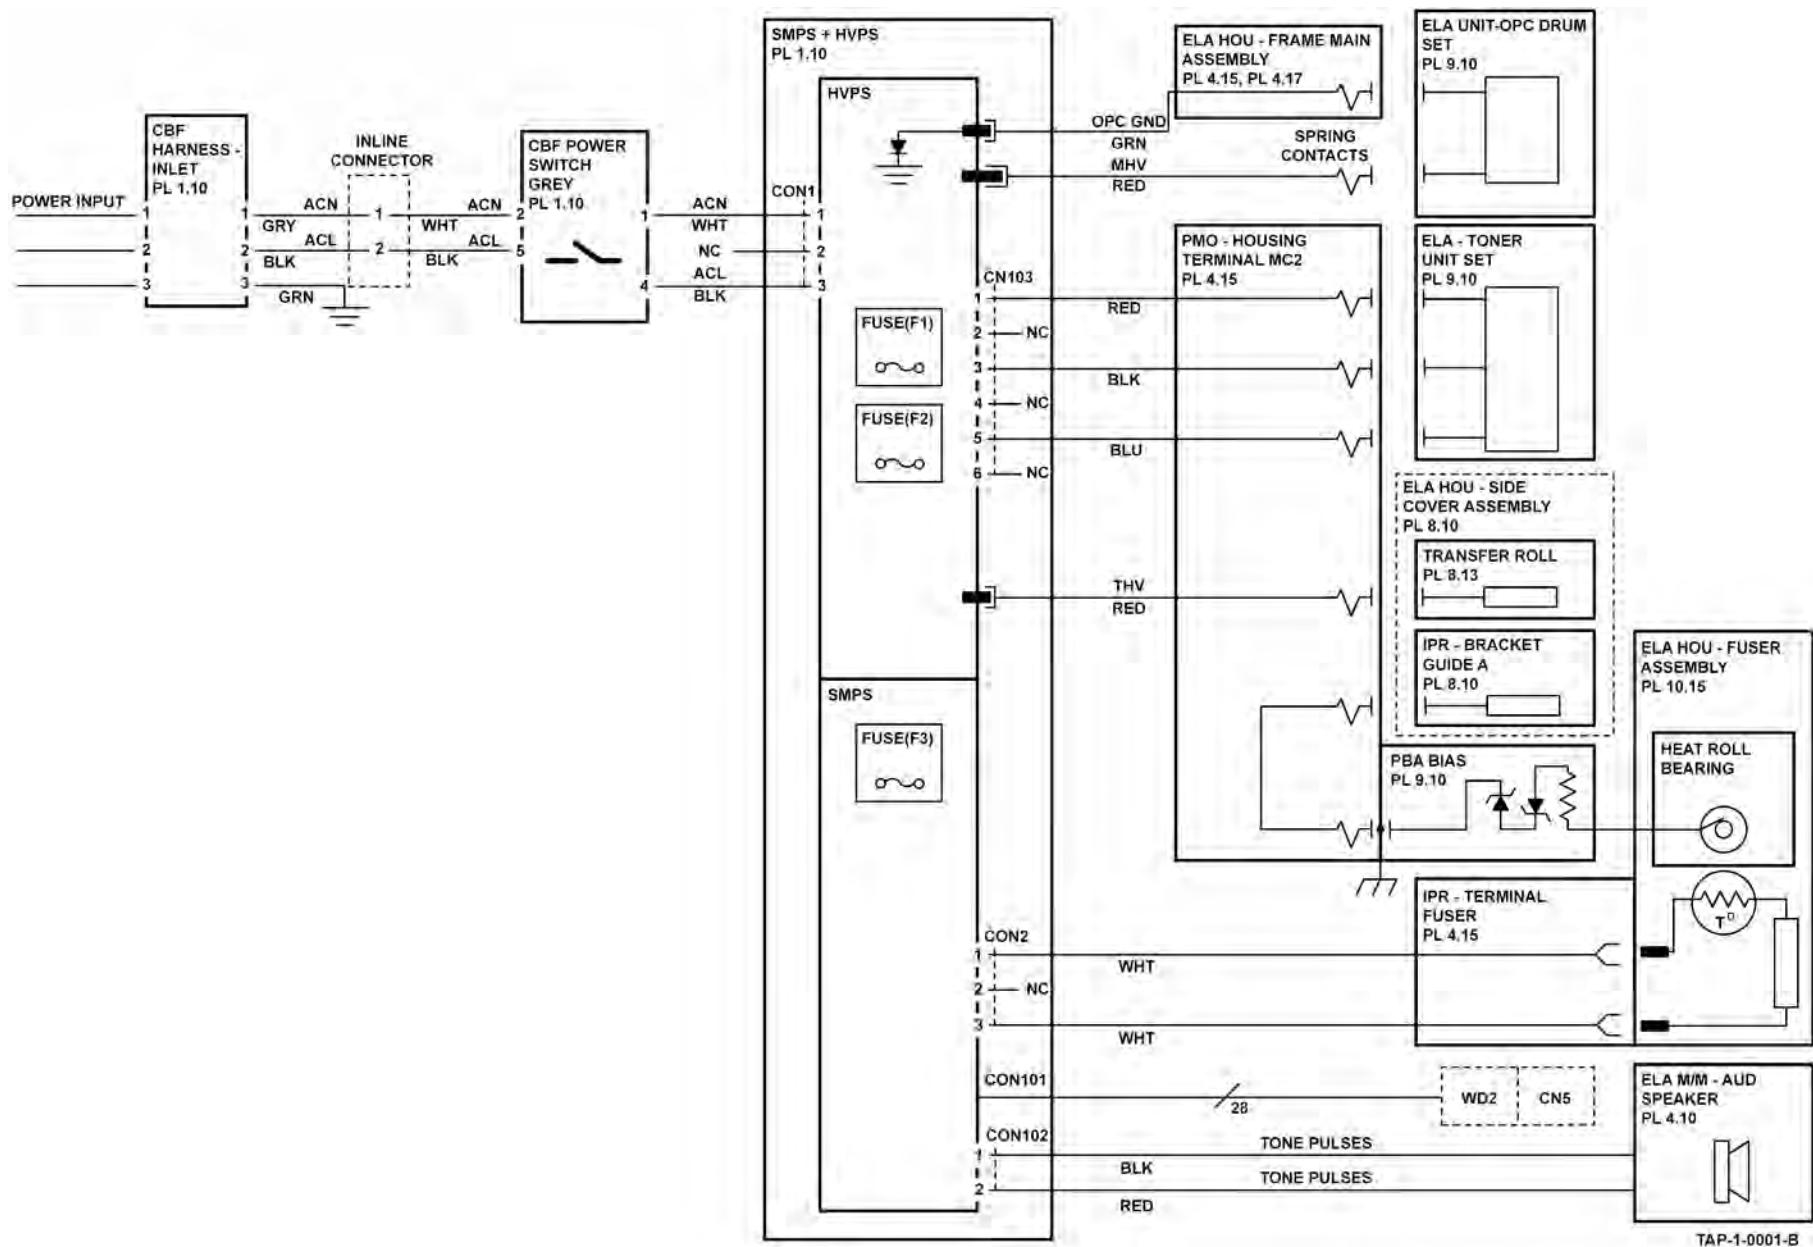 POWER INPUT
1
2
3
CBF
HARNESS -
INLET
PL 1.10
1
2
3
ACN
GRY
ACL
BLK
GRN
INLINE
CONNECTOR
1
2
ACN
WHT
ACL
BLK
CBF POWER
SWITCH
GREY
PL 1.10
2
5
1
4
ACN
WHT
NC
ACL
BLK
SMPS + HVPS
PL 1.10
HVPS
CON1
1
2
3
FUSE(F1)
FUSE(F2)
SMPS
FUSE(F3)
OPC GND
GRN
MHV
RED
ELA HOU - FRAME MAIN
ASSEMBLY
PL 4.15, PL 4.17
SPRING
CONTACTS
ELA UNIT-OPC DRUM
SET
PL 9.10
CN103
1
2 NC
3
4 NC
5
6 NC
RED
BLK
BLU
PMO - HOUSING
TERMINAL MC2
PL 4.15
ELA - TONER
UNIT SET
PL 9.10
THV
RED
ELA HOU - SIDE
COVER ASSEMBLY
PL 8.10
TRANSFER ROLL
PL 8.13
IPR - BRACKET
GUIDE A
PL 8.10
PBA BIAS
PL 9.10
ELA HOU - FUSER
ASSEMBLY
PL 10.15
HEAT ROLL
BEARING
T°
IPR - TERMINAL
FUSER
PL 4.15
CON2
1
2 NC
3
WHT
WHT
CON101
28
WD2
CN5
CON102
1
2
TONE PULSES
BLK
TONE PULSES
RED
ELA M/M - AUD
SPEAKER
PL 4.10
TAP-1-0001-B